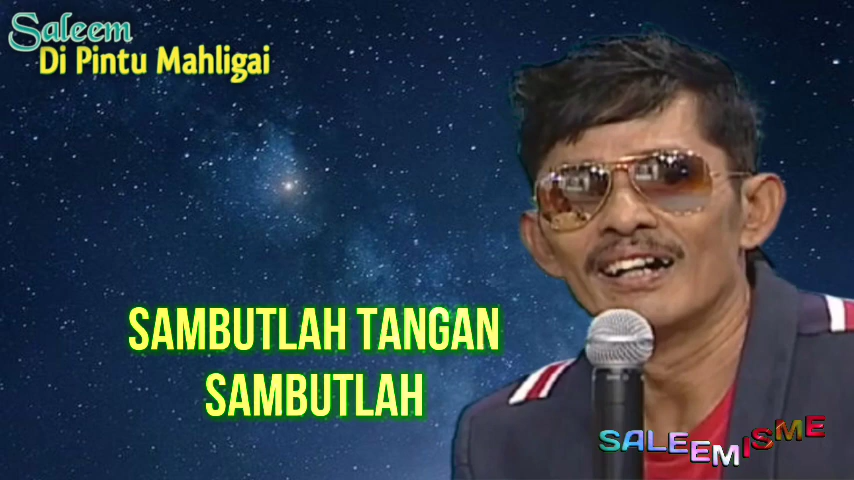 Saleem
Di Pintu Mahligai
SAMBUTLAH TANGAN
SAMBUTLAH
SALEEMISME